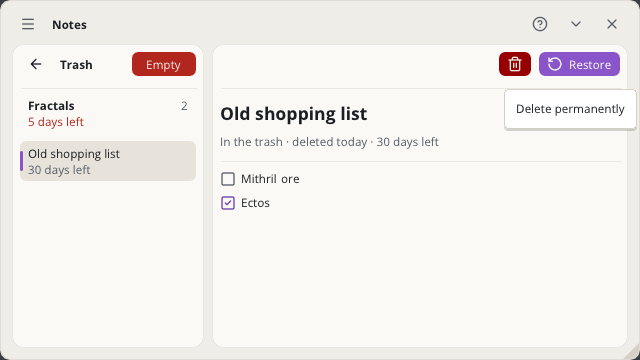 Notes
Trash
Empty
Restore
Fractals 2
5 days left
Old shopping list
30 days left
Delete permanently
Old shopping list
In the trash · deleted today · 30 days left
Mithril ore
Ectos